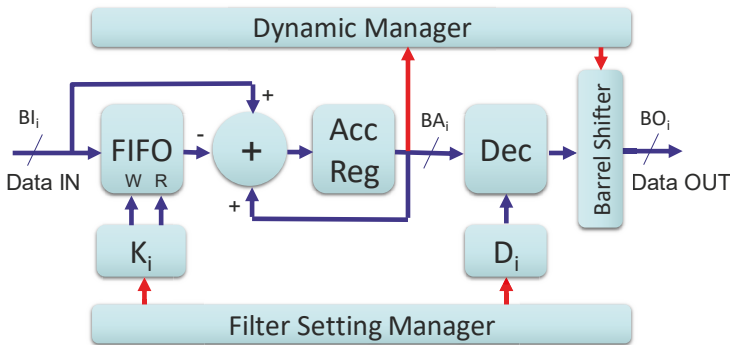 Dynamic Manager
BIᵢ
Data IN
FIFO
W R
-
+
+
+
Acc
Reg
BAᵢ
Dec
Barrel Shifter
BOᵢ
Data OUT
Kᵢ
Dᵢ
Filter Setting Manager